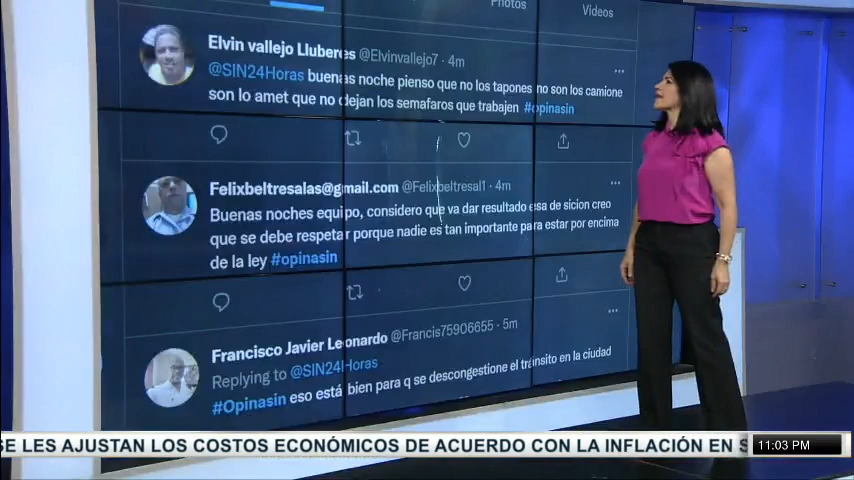 Photos Videos
Elvin vallejo Lluberes @Elvinvallejo7 · 4m
@SIN24Horas buenas noche pienso que no los tapones no son los camione
son lo amet que no dejan los semafaros que trabajen #opinasin
Felixbeltresalas@gmail.com @Felixbeltresal1 · 4m
Buenas noches equipo, considero que va dar resultado esa de sicion creo
que se debe respetar porque nadie es tan importante para estar por encima
de la ley #opinasin
Francisco Javier Leonardo @Francis75906655 · 5m
Replying to @SIN24Horas
#Opinasin eso está bien para q se descongestione el tránsito en la ciudad
SE LES AJUSTAN LOS COSTOS ECONÓMICOS DE ACUERDO CON LA INFLACIÓN EN S
11:03 PM